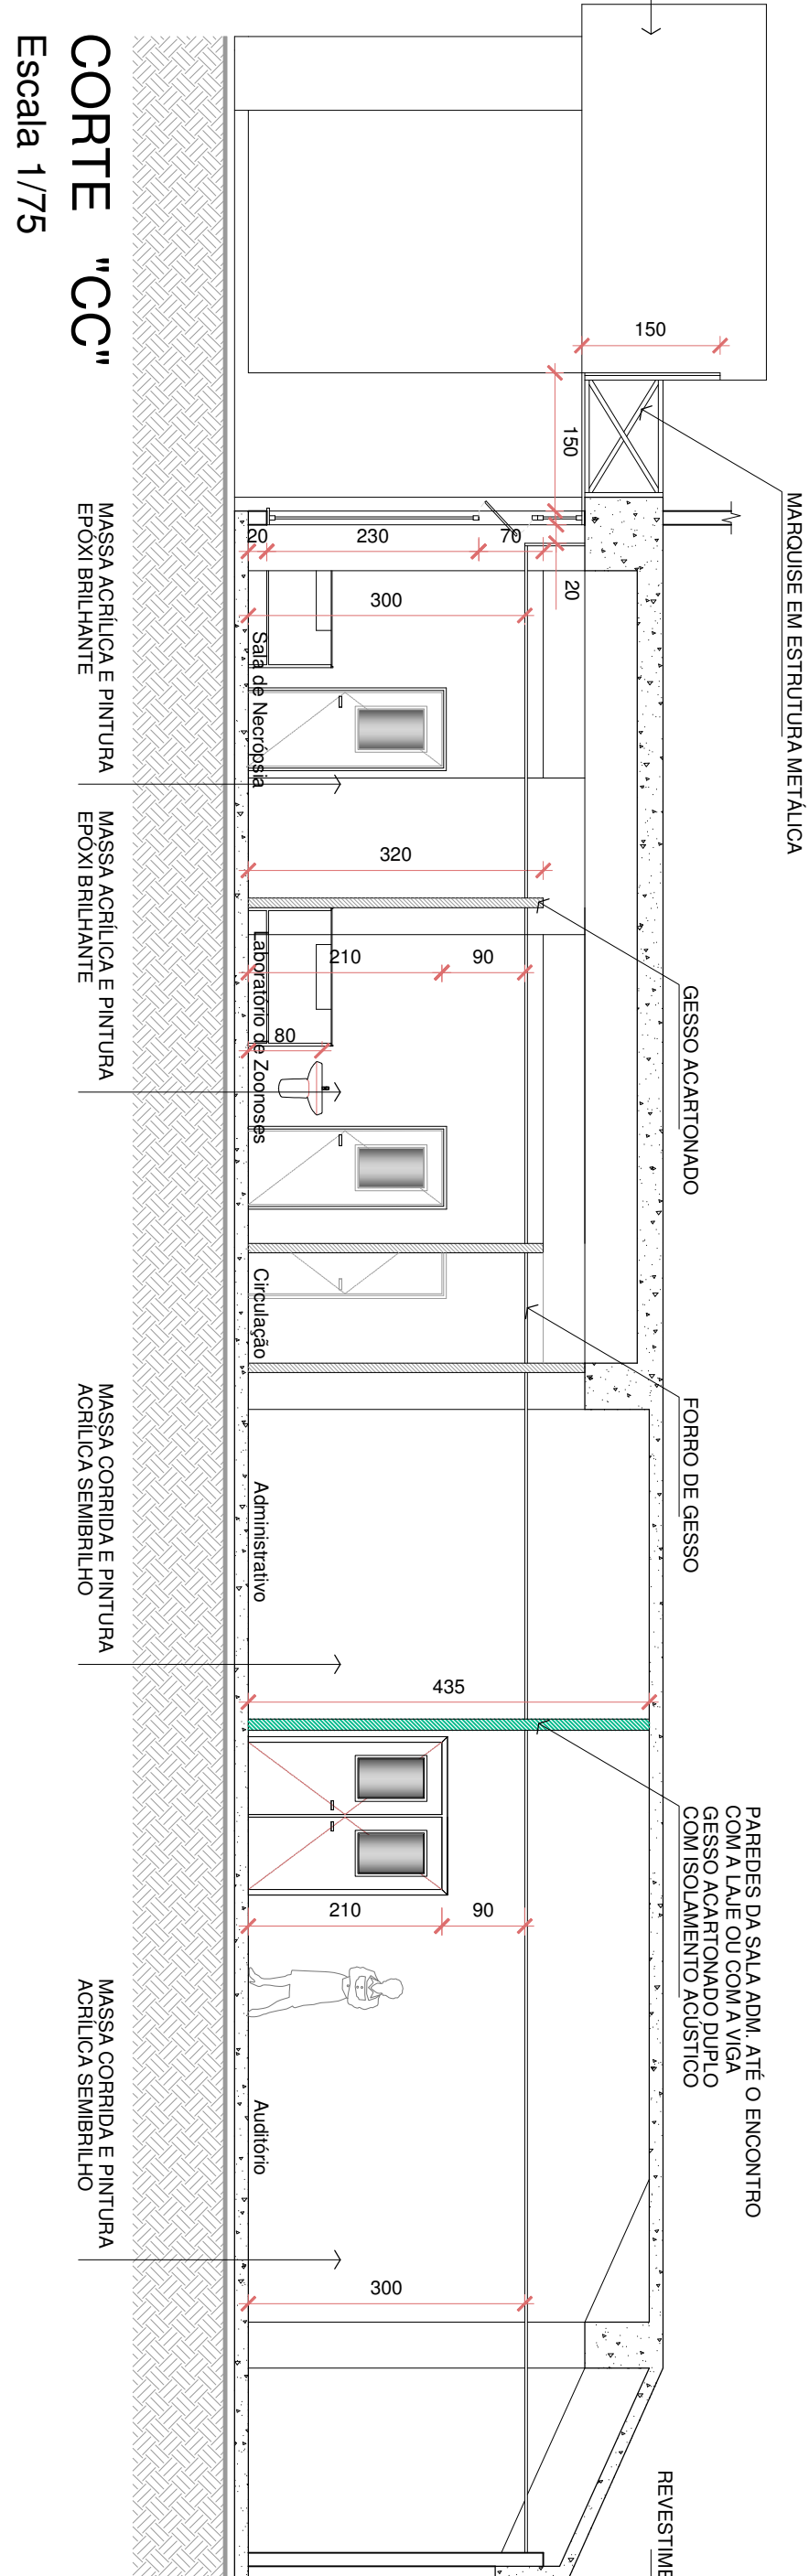 MARQUISE EM ESTRUTURA METÁLICA
GESSO ACARTONADO
FORRO DE GESSO
PAREDES DA SALA ADM. ATÉ O ENCONTRO
COM A LAJE OU COM A VIGA
GESSO ACARTONADO DUPLO
COM ISOLAMENTO ACÚSTICO
REVESTIME
150
150
20
70
230
20
300
320
90
210
80
435
90
210
300
Sala de Necrópsia
Laboratório de Zoonoses
Circulação
Administrativo
Auditório
MASSA ACRÍLICA E PINTURA
EPÓXI BRILHANTE
MASSA ACRÍLICA E PINTURA
EPÓXI BRILHANTE
MASSA CORRIDA E PINTURA
ACRÍLICA SEMIBRILHO
MASSA CORRIDA E PINTURA
ACRÍLICA SEMIBRILHO
CORTE "CC"
Escala 1/75